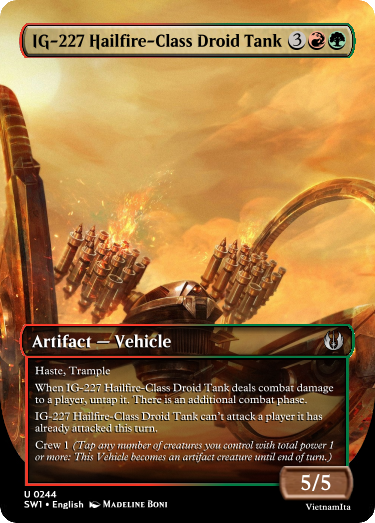 IG-227 Hailfire-Class Droid Tank 3
Artifact — Vehicle
Haste, Trample
When IG-227 Hailfire-Class Droid Tank deals combat damage
to a player, untap it. There is an additional combat phase.
IG-227 Hailfire-Class Droid Tank can't attack a player it has
already attacked this turn.
Crew 1 (Tap any number of creatures you control with total power 1
or more: This Vehicle becomes an artifact creature until end of turn.)
5/5
U 0244
SW1 • English Madeline Boni
VietnamIta